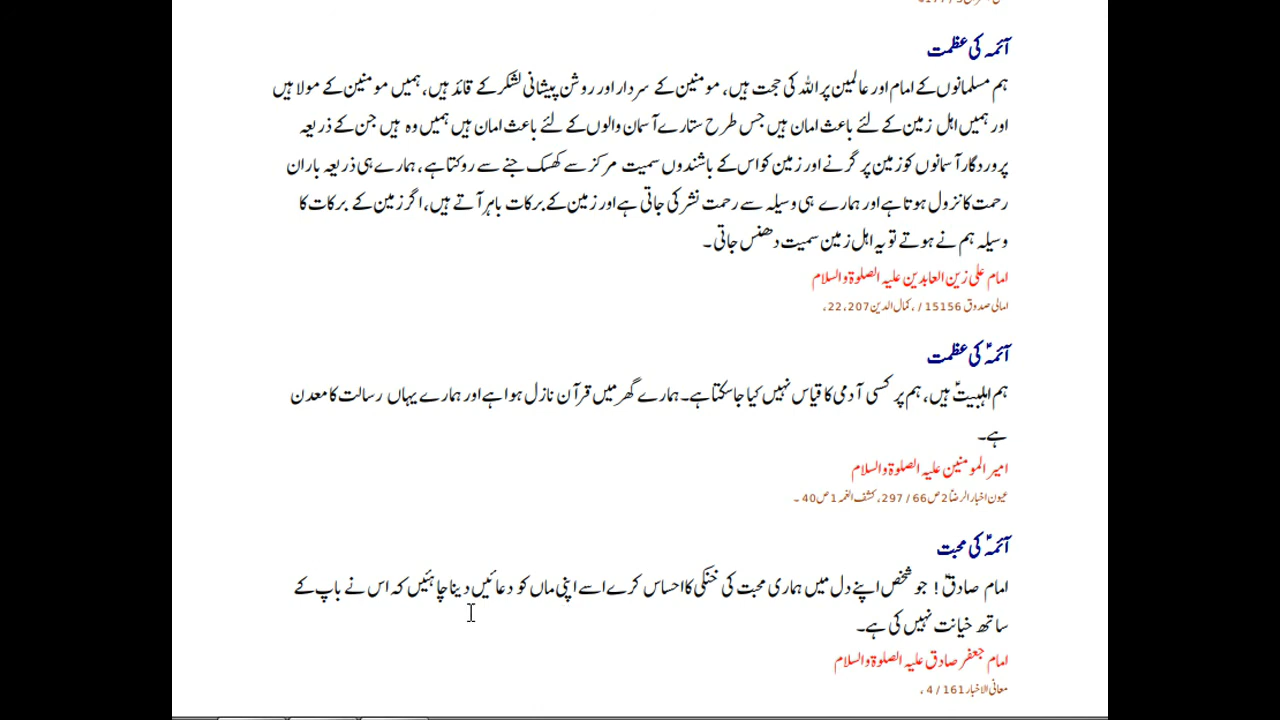 آئمہ کی عظمت
ہم مسلمانوں کے امام اور عالمین پر اللہ کی حجت ہیں، مومنین کے سردار اور روشن پیشانی لشکر کے قائد ہیں، ہمیں مومنین کے مولا ہیں
اور ہمیں اہل زمین کے لئے باعث امان ہیں جس طرح ستارے آسمان والوں کے لئے باعث امان ہیں ہمیں وہ ہیں جن کے ذریعہ
پروردگار آسمانوں کو زمین پر گرنے اور زمین کو اس کے باشندوں سمیت مرکز سے کھسک جنے سے روکتا ہے، ہمارے ہی ذریعہ باران
رحمت کا نزول ہوتا ہے اور ہمارے ہی وسیلہ سے رحمت نشر کی جاتی ہے اور زمین کے برکات باہر آتے ہیں، اگر زمین کے برکات کا
وسیلہ ہم نے ہوتے تو یہ اہل زمین سمیت دھنس جاتی ۔
امام علی زین العابدین علیہ الصلوۃ والسلام
امالی صدوق 15156 / ، کمال الدین 207، 22،
آئمہؑ کی عظمت
ہم اہلبیتؑ ہیں، ہم پر کسی آدمی کا قیاس نہیں کیا جاسکتا ہے۔ ہمارے گھر میں قرآن نازل ہوا ہے اور ہمارے یہاں رسالت کا معدن
ہے۔
امیر المومنین علیہ الصلوۃ والسلام
عیون اخبار الرضاؑ 2 ص 66 / 297، کشف الغمہ 1 ص 40 ۔
آئمہؑ کی محبت
امام صادقؑ ! جو شخص اپنے دل میں ہماری محبت کی خنکی کا احساس کرے اسے اپنی ماں کو دعائیں دینا چاہئیں کہ اس نے باپ کے
ساتھ خیانت نہیں کی ہے۔
امام جعفر صادق علیہ الصلوۃ والسلام
معانی الاخبار 161 / 4 ،